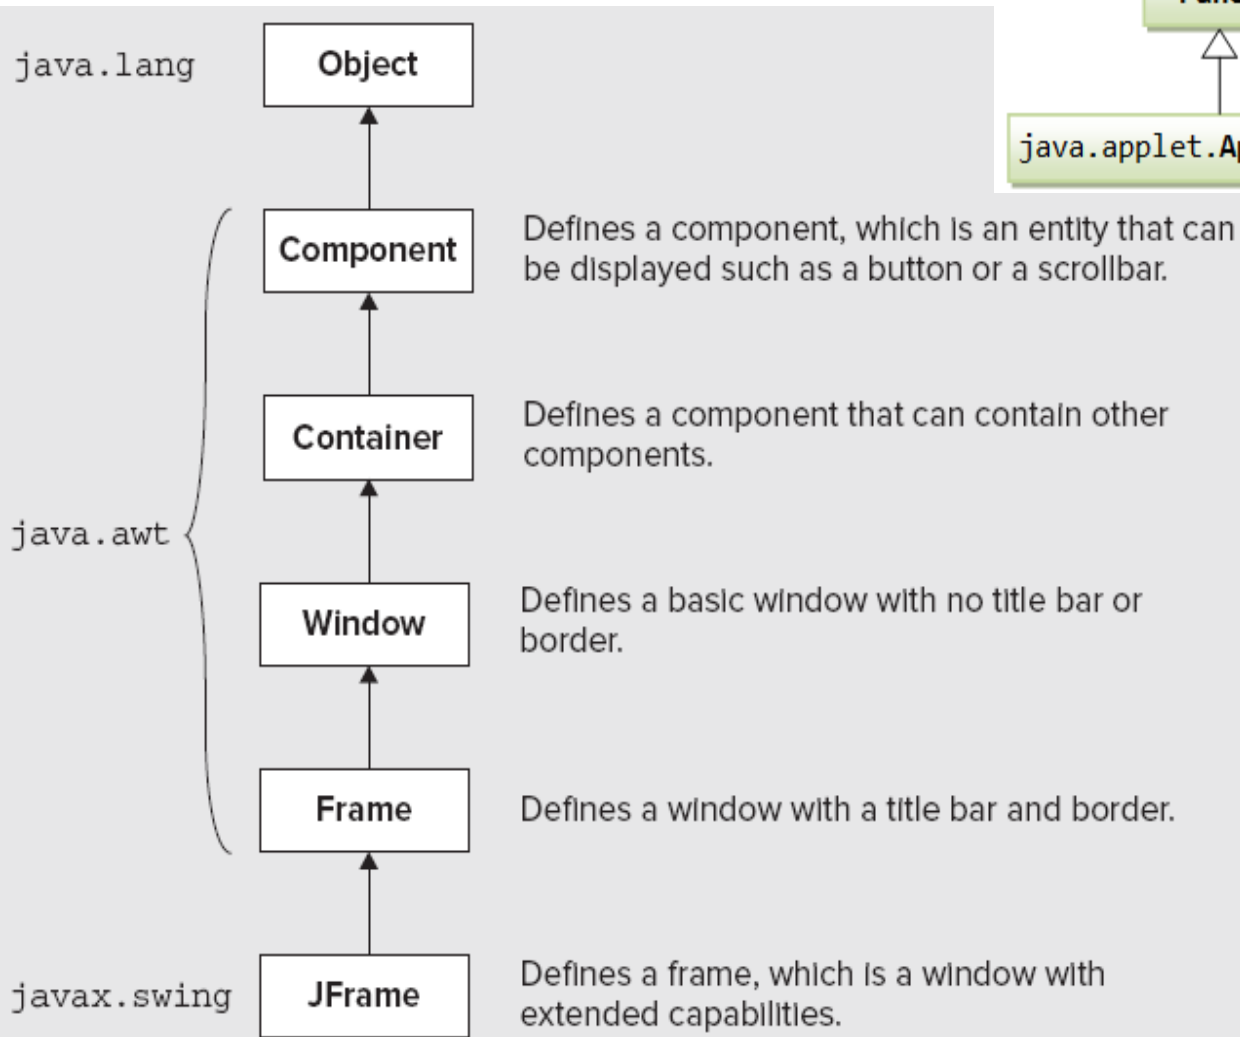 java.lang
Object
java.applet.
Component
Defines a component, which is an entity that can
be displayed such as a button or a scrollbar.
Container
Defines a component that can contain other
components.
java.awt
Window
Defines a basic window with no title bar or
border.
Frame
Defines a window with a title bar and border.
javax.swing
JFrame
Defines a frame, which is a window with
extended capabilities.